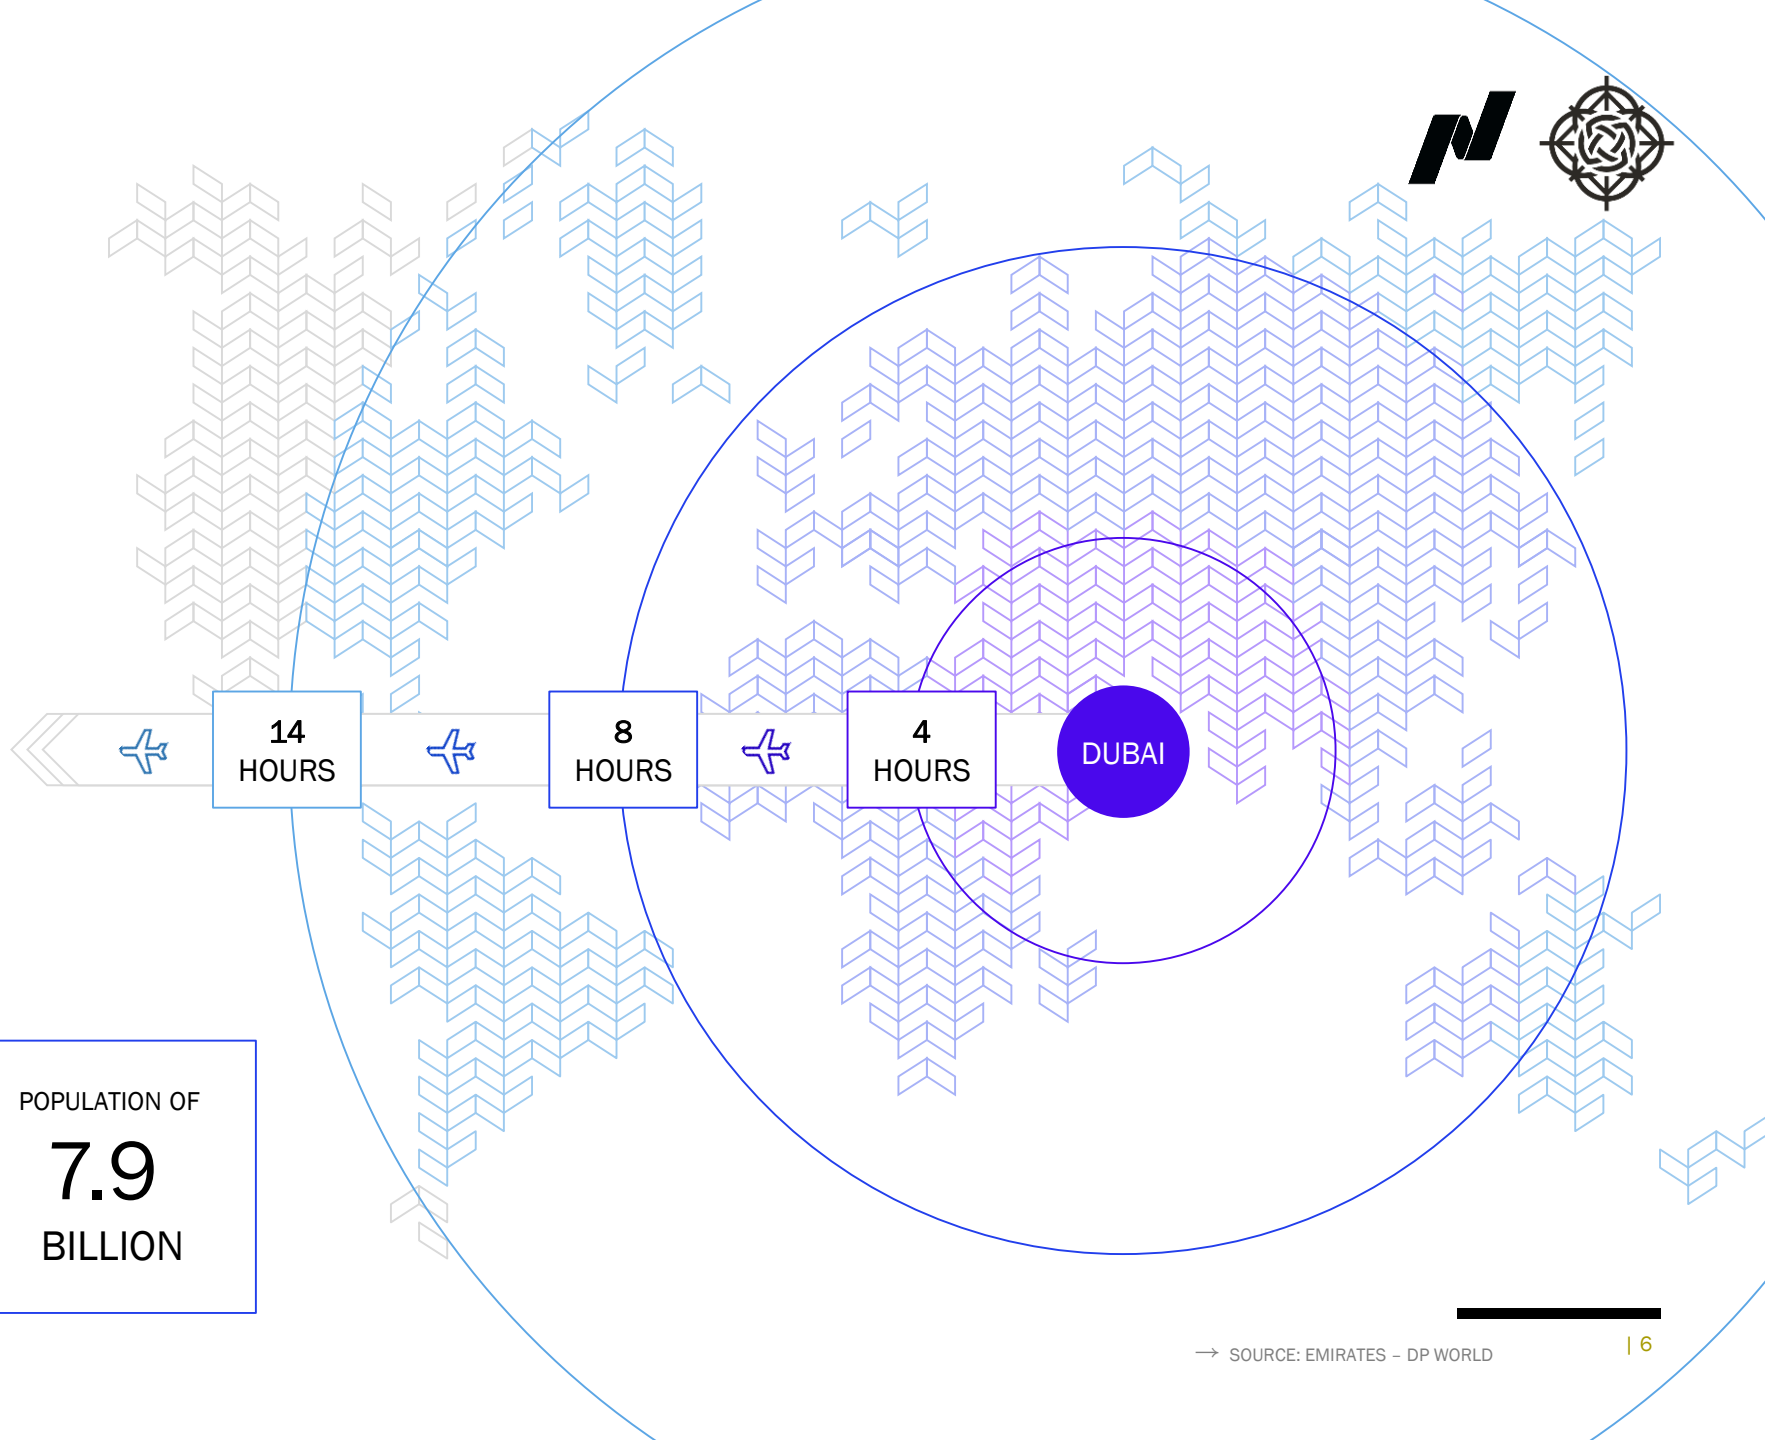 14
HOURS
8
HOURS
4
HOURS
DUBAI
POPULATION OF
7.9
BILLION
→ SOURCE: EMIRATES – DP WORLD
| 6